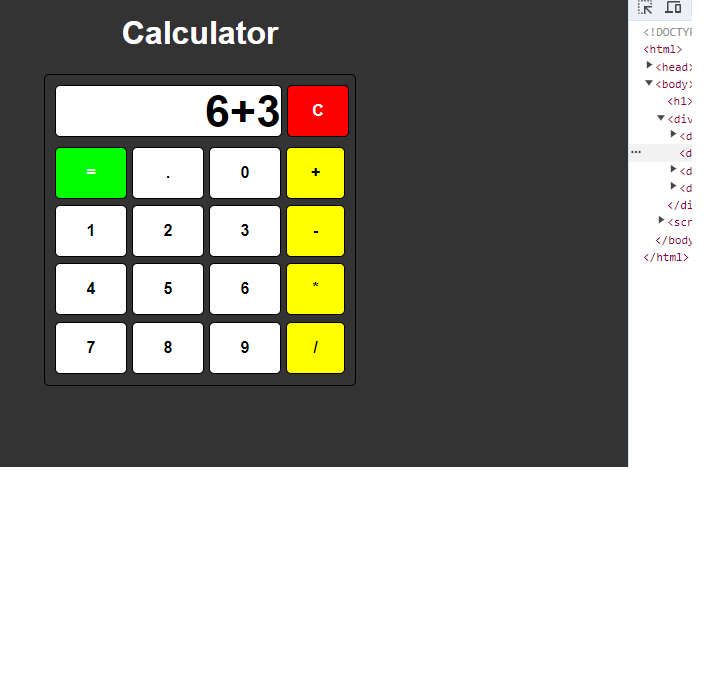 Calculator
6+3 C
= . 0 +
1 2 3 -
4 5 6 *
7 8 9 /
<html>
<head>
<body>
<h1>
<div
<d
... <d
<d
<d
</di
<scr
</body
</html>